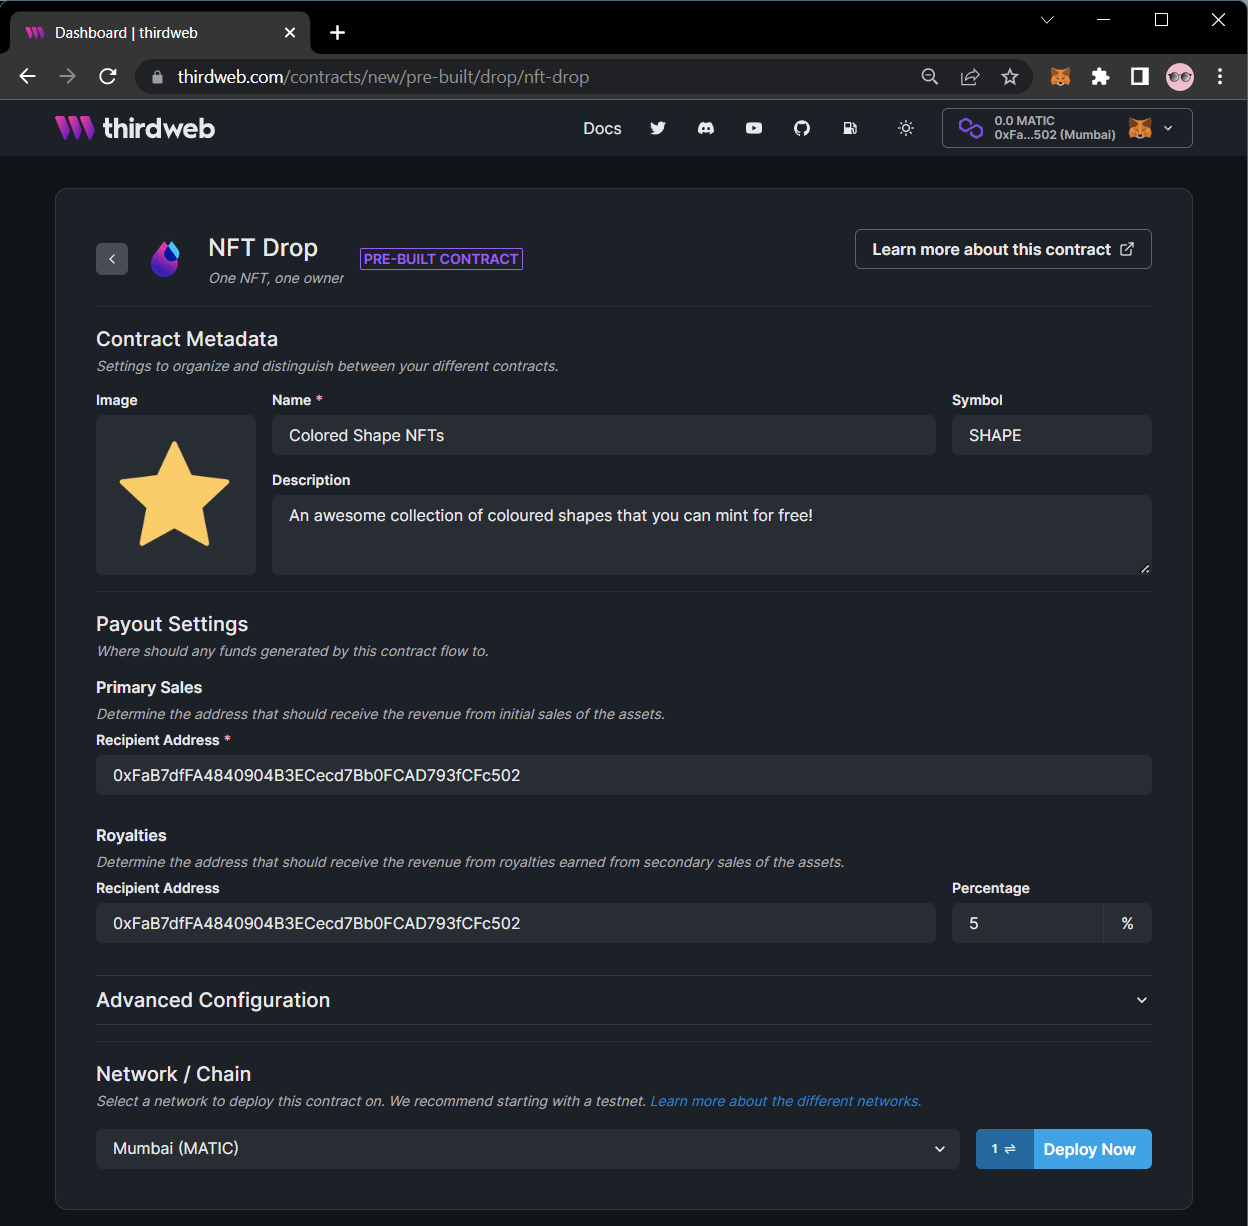 Dashboard | thirdweb
thirdweb.com/contracts/new/pre-built/drop/nft-drop
thirdweb
Docs
0.0 MATIC
0xFa...502 (Mumbai)
NFT Drop
One NFT, one owner
PRE-BUILT CONTRACT
Learn more about this contract
Contract Metadata
Settings to organize and distinguish between your different contracts.
Image
Name *
Symbol
Colored Shape NFTs
SHAPE
Description
An awesome collection of coloured shapes that you can mint for free!
Payout Settings
Where should any funds generated by this contract flow to.
Primary Sales
Determine the address that should receive the revenue from initial sales of the assets.
Recipient Address *
0xFaB7dfFA4840904B3ECecd7Bb0FCAD793fCFc502
Royalties
Determine the address that should receive the revenue from royalties earned from secondary sales of the assets.
Recipient Address
Percentage
0xFaB7dfFA4840904B3ECecd7Bb0FCAD793fCFc502
5
%
Advanced Configuration
Network / Chain
Select a network to deploy this contract on. We recommend starting with a testnet. Learn more about the different networks.
Mumbai (MATIC)
1 ⇌
Deploy Now